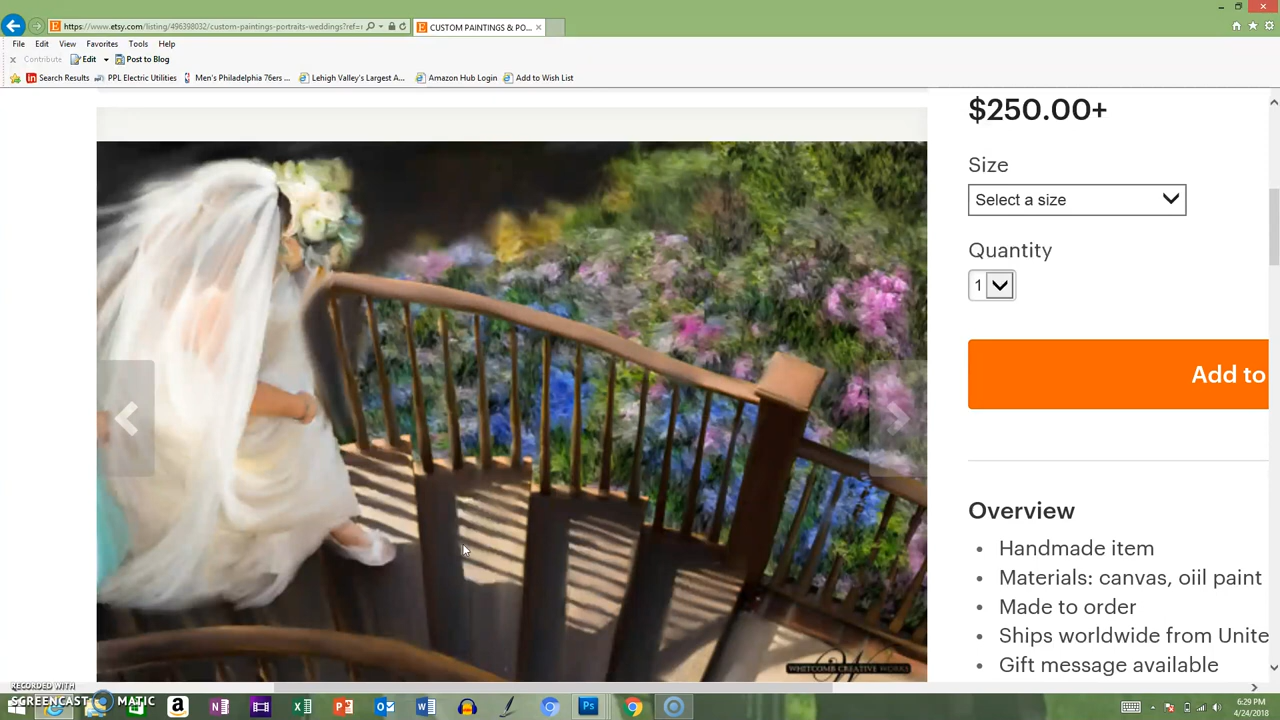 https://www.etsy.com/listing/496398032/custom-paintings-portraits-weddings?ref=
CUSTOM PAINTINGS & PO...
File Edit View Favorites Tools Help
x Contribute Edit Post to Blog
Search Results PPL Electric Utilities Men's Philadelphia 76ers ... Lehigh Valley's Largest A... Amazon Hub Login Add to Wish List
$250.00+
Size
Select a size
Quantity
1
Add to
Overview
• Handmade item
• Materials: canvas, oiil paint
• Made to order
• Ships worldwide from Unite
• Gift message available
W
WHITCOMB CREATIVE WORKS
RECORDED WITH
SCREENCAST MATIC
6:29 PM
4/24/2018